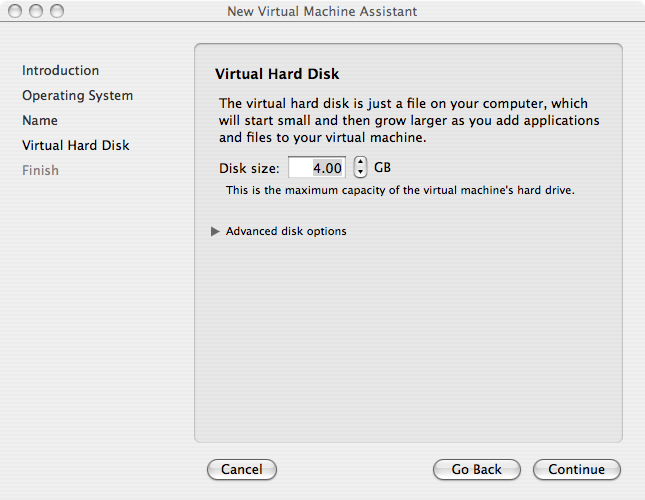 New Virtual Machine Assistant
Introduction
Operating System
Name
Virtual Hard Disk
Finish
Virtual Hard Disk
The virtual hard disk is just a file on your computer, which
will start small and then grow larger as you add applications
and files to your virtual machine.
Disk size: 4.00 GB
This is the maximum capacity of the virtual machine's hard drive.
Advanced disk options
Cancel Go Back Continue